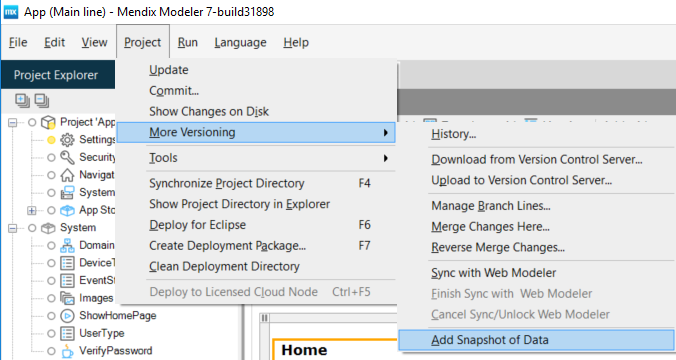 App (Main line) - Mendix Modeler 7-build31898
File Edit View Project Run Language Help
Project Explorer
Project 'App
Settings
Security
Navigat
System
App Sto
System
Domain
DeviceT
EventSt
Images
ShowHomePage
UserType
VerifyPassword
Update
Commit...
Show Changes on Disk
More Versioning
Tools
Synchronize Project Directory F4
Show Project Directory in Explorer
Deploy for Eclipse F6
Create Deployment Package... F7
Clean Deployment Directory
Deploy to Licensed Cloud Node Ctrl+F5
History...
Download from Version Control Server...
Upload to Version Control Server...
Manage Branch Lines...
Merge Changes Here...
Reverse Merge Changes...
Sync with Web Modeler
Finish Sync with Web Modeler
Cancel Sync/Unlock Web Modeler
Add Snapshot of Data
Home